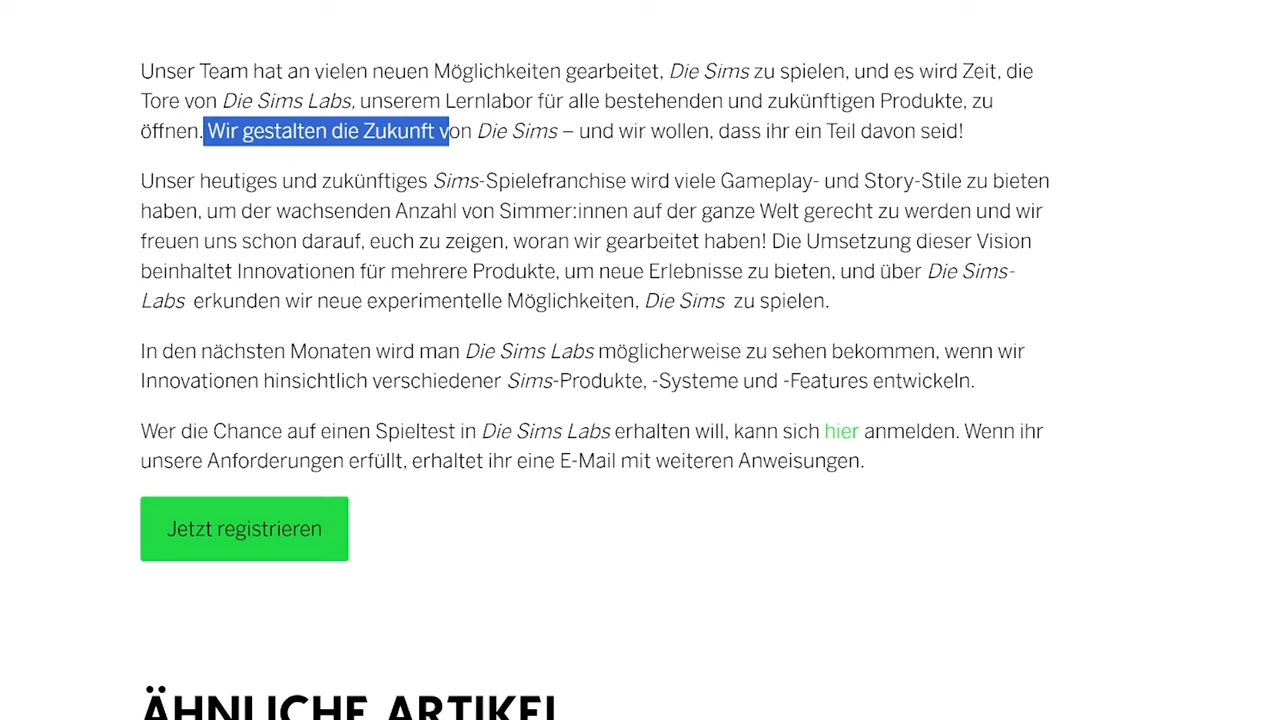 Unser Team hat an vielen neuen Möglichkeiten gearbeitet, Die Sims zu spielen, und es wird Zeit, die
Tore von Die Sims Labs, unserem Lernlabor für alle bestehenden und zukünftigen Produkte, zu
öffnen. Wir gestalten die Zukunft von Die Sims – und wir wollen, dass ihr ein Teil davon seid!
Unser heutiges und zukünftiges Sims-Spielefranchise wird viele Gameplay- und Story-Stile zu bieten
haben, um der wachsenden Anzahl von Simmer:innen auf der ganze Welt gerecht zu werden und wir
freuen uns schon darauf, euch zu zeigen, woran wir gearbeitet haben! Die Umsetzung dieser Vision
beinhaltet Innovationen für mehrere Produkte, um neue Erlebnisse zu bieten, und über Die Sims-
Labs erkunden wir neue experimentelle Möglichkeiten, Die Sims zu spielen.
In den nächsten Monaten wird man Die Sims Labs möglicherweise zu sehen bekommen, wenn wir
Innovationen hinsichtlich verschiedener Sims-Produkte, -Systeme und -Features entwickeln.
Wer die Chance auf einen Spieltest in Die Sims Labs erhalten will, kann sich hier anmelden. Wenn ihr
unsere Anforderungen erfüllt, erhaltet ihr eine E-Mail mit weiteren Anweisungen.
Jetzt registrieren
ÄHNLICHE ARTIKEL